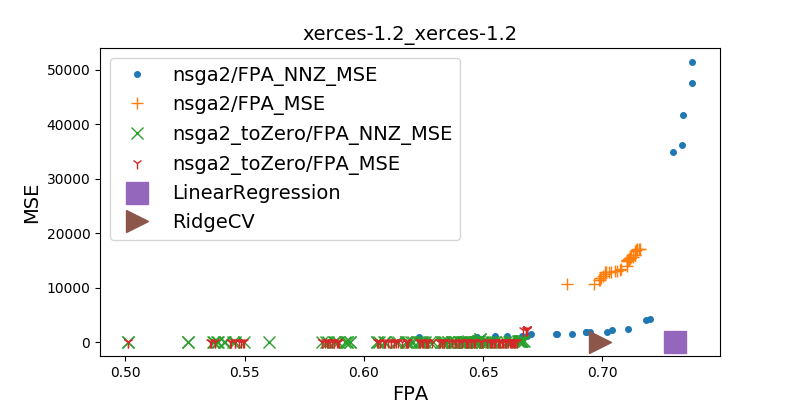 xerces-1.2_xerces-1.2
nsga2/FPA_NNZ_MSE
nsga2/FPA_MSE
nsga2_toZero/FPA_NNZ_MSE
nsga2_toZero/FPA_MSE
LinearRegression
RidgeCV
MSE
50000
40000
30000
20000
10000
0
0.50 0.55 0.60 0.65 0.70
FPA